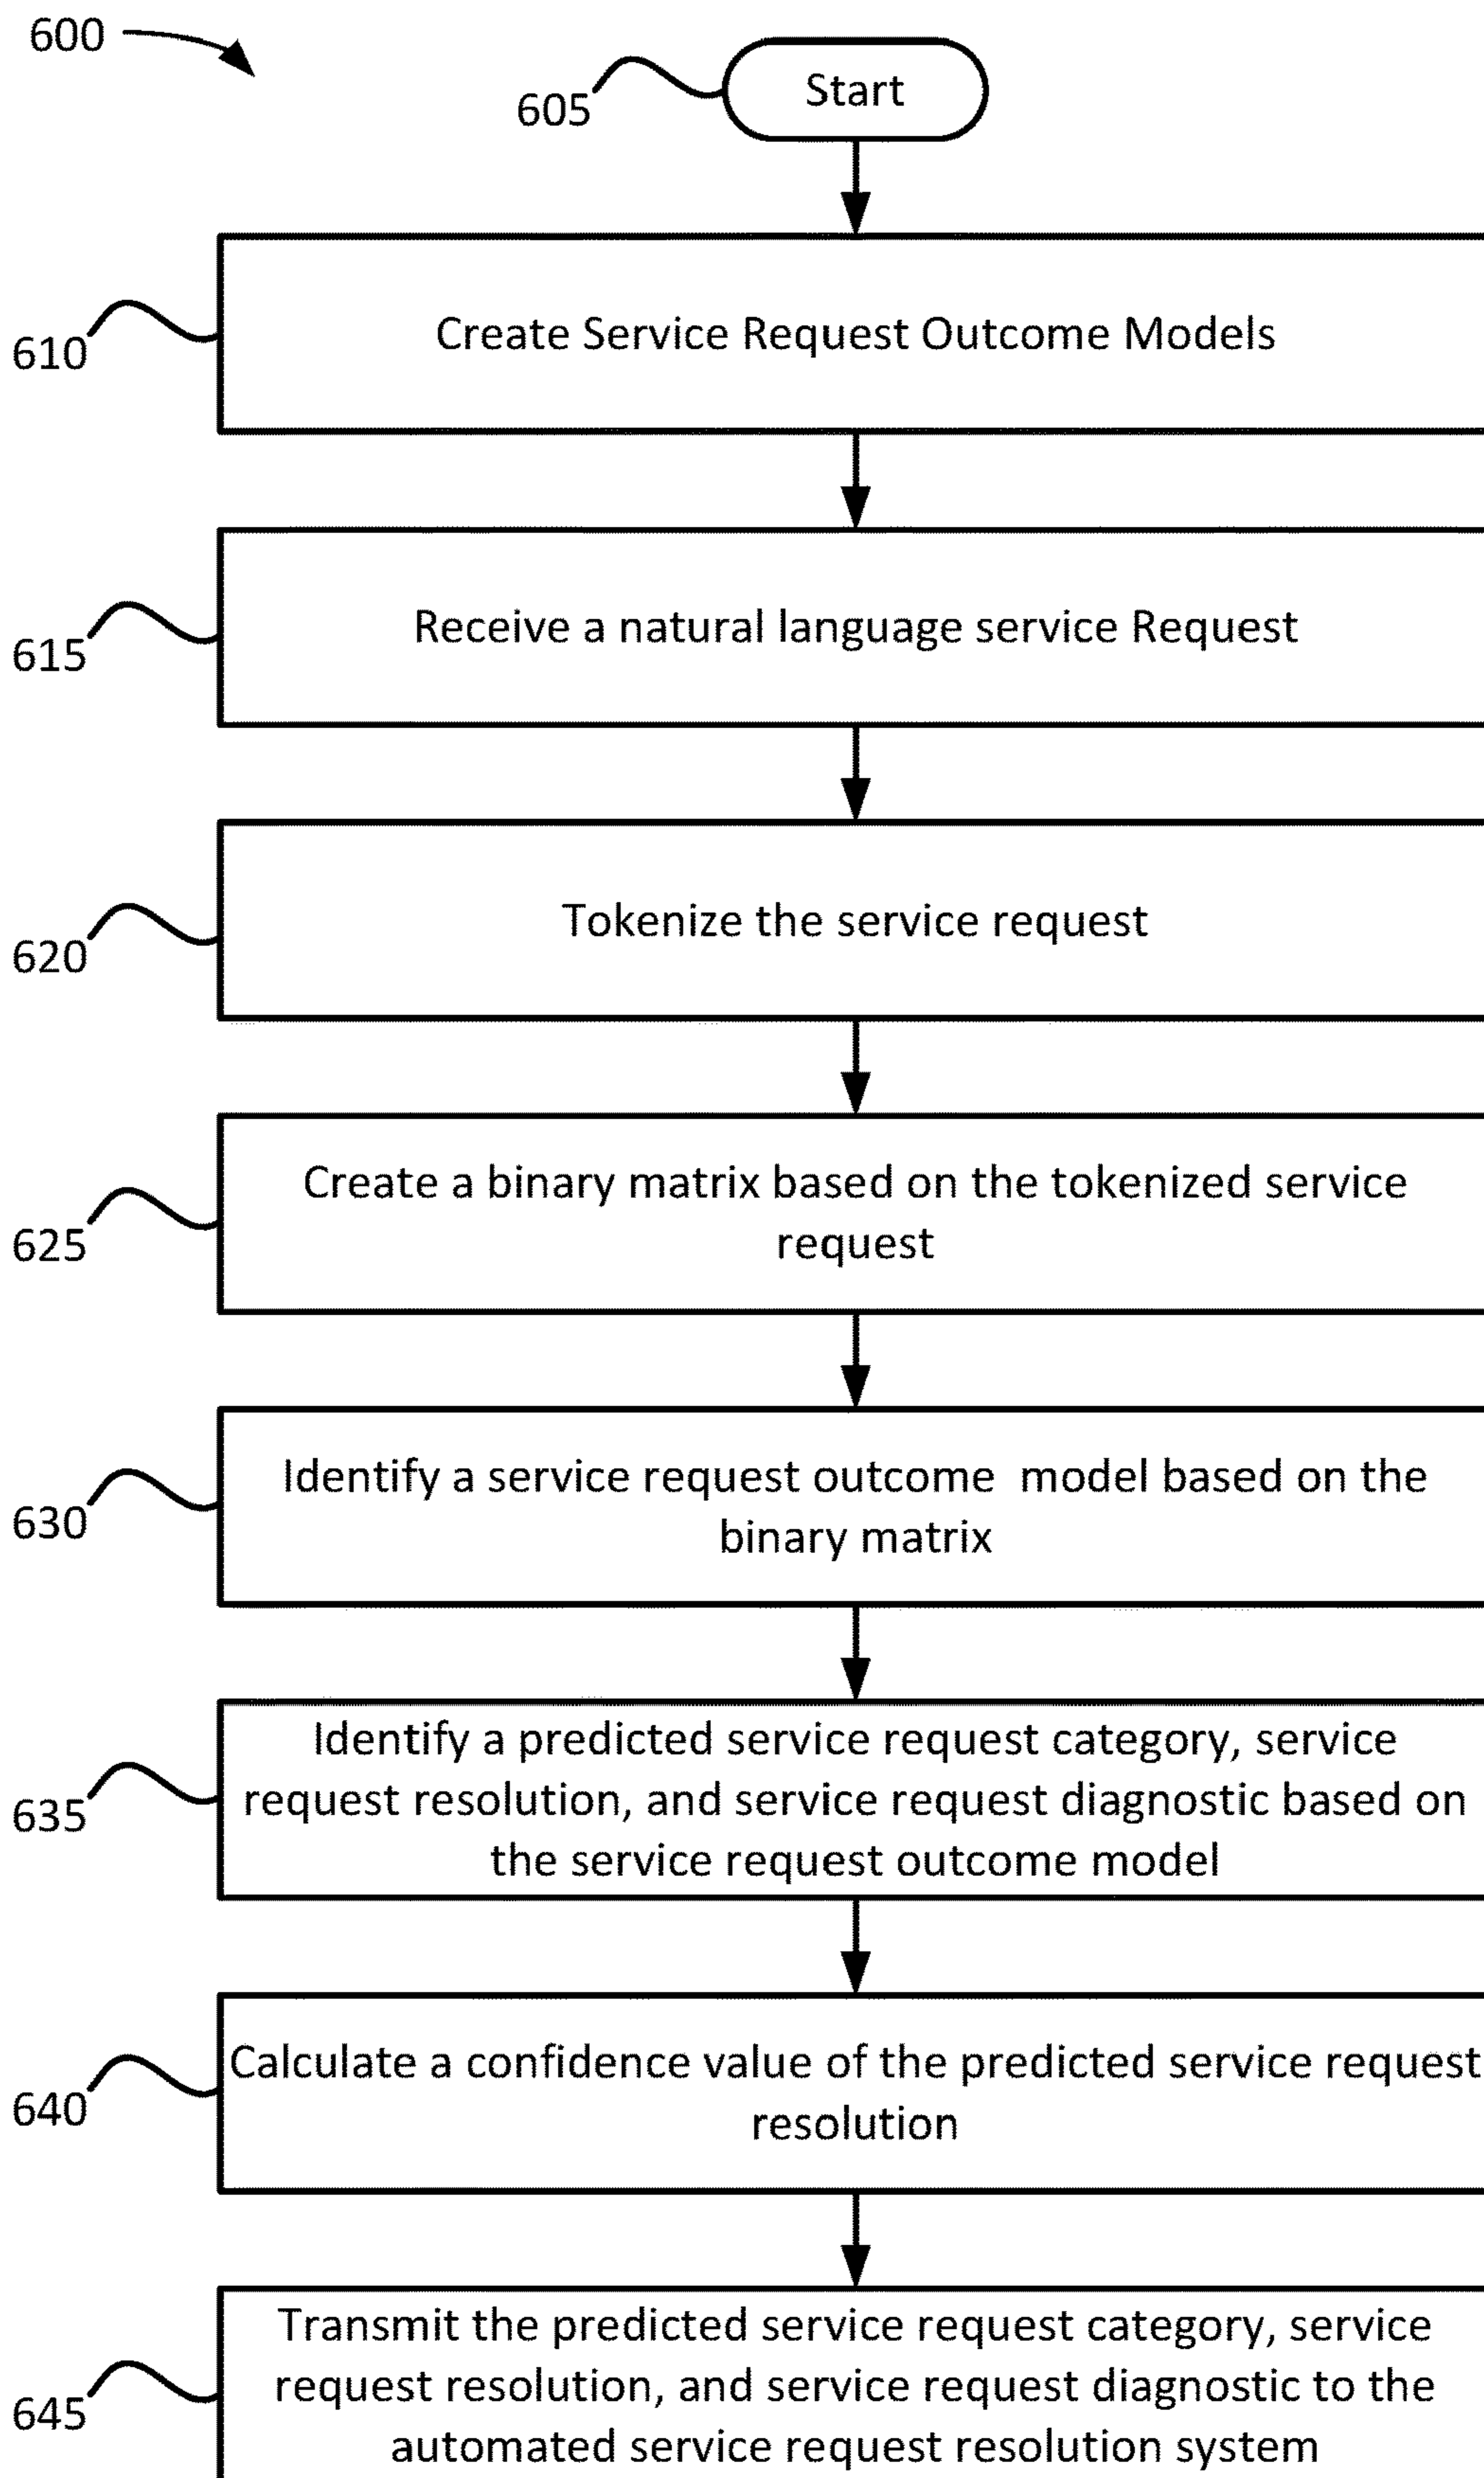 600
605
Start
610
Create Service Request Outcome Models
615
Receive a natural language service Request
620
Tokenize the service request
625
Create a binary matrix based on the tokenized service
request
630
Identify a service request outcome model based on the
binary matrix
635
Identify a predicted service request category, service
request resolution, and service request diagnostic based on
the service request outcome model
640
Calculate a confidence value of the predicted service request
resolution
645
Transmit the predicted service request category, service
request resolution, and service request diagnostic to the
automated service request resolution system